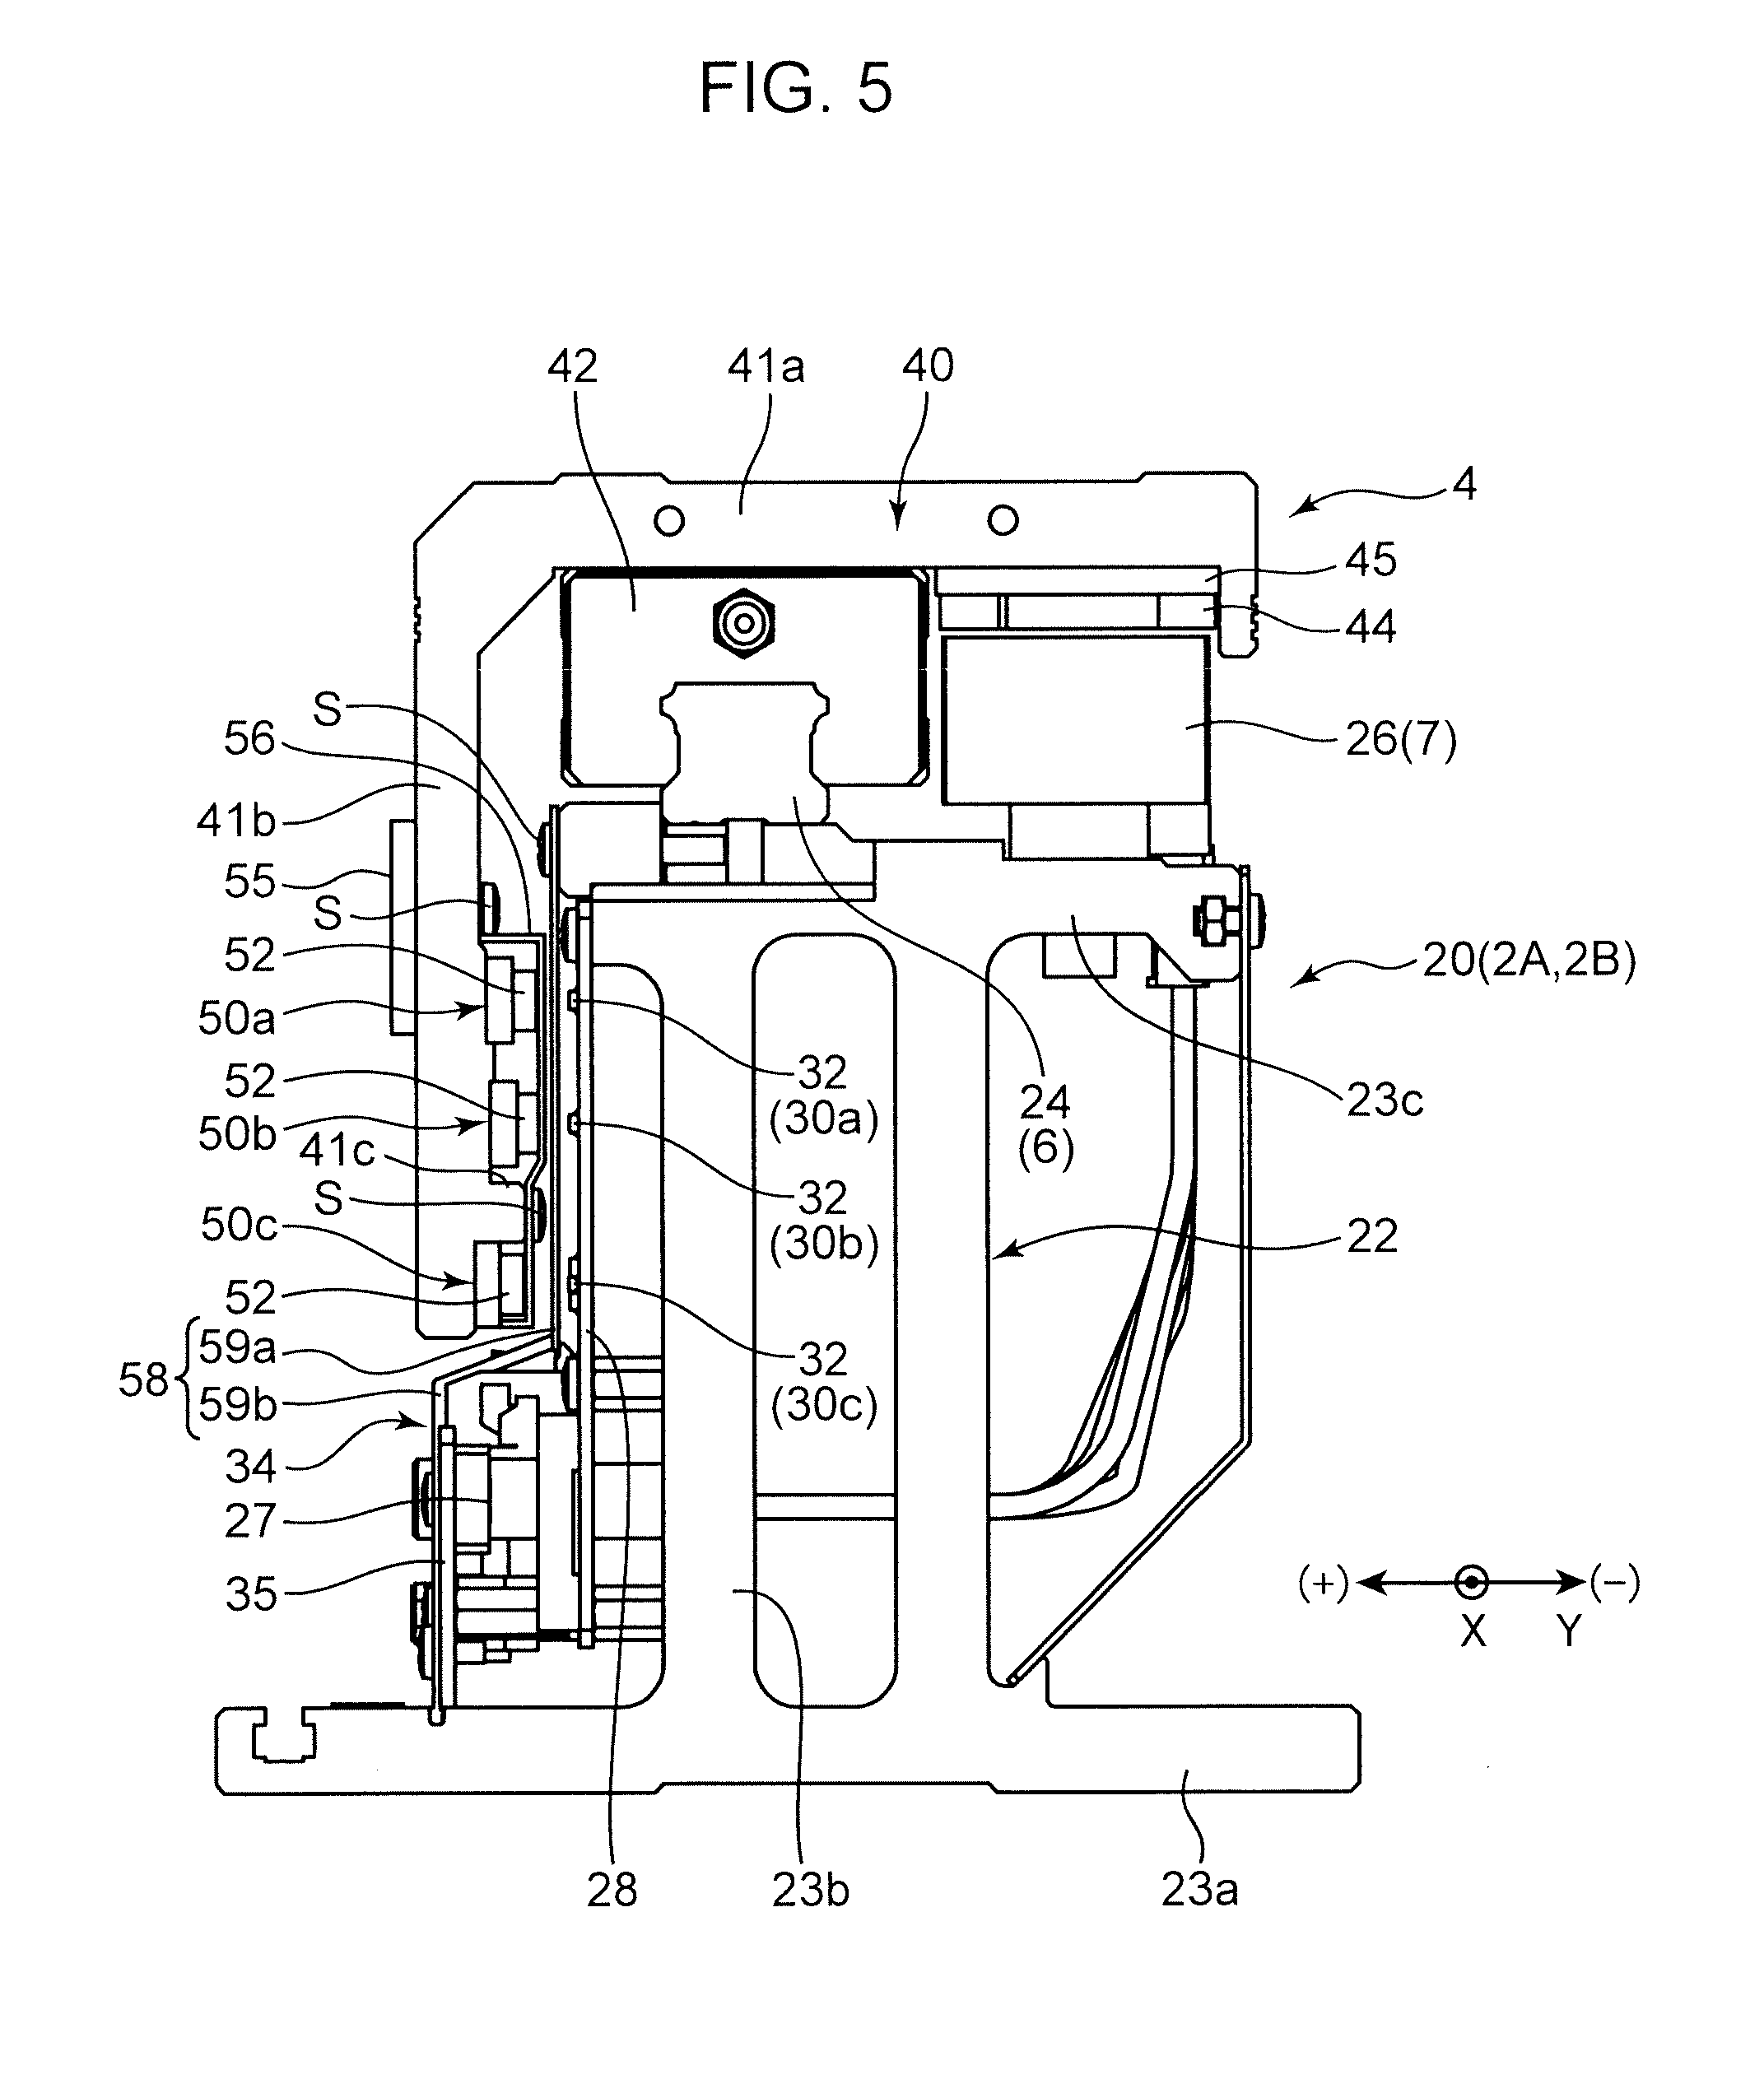 FIG. 5
42
41a
40
4
45
44
S
56
26(7)
41b
55
S
52
20(2A,2B)
50a
52
32
(30a)
24
(6)
23c
50b
41c
S
32
(30b)
50c
22
52
58
59a
32
(30c)
59b
34
27
35
(+)
(−)
X
Y
28
23b
23a